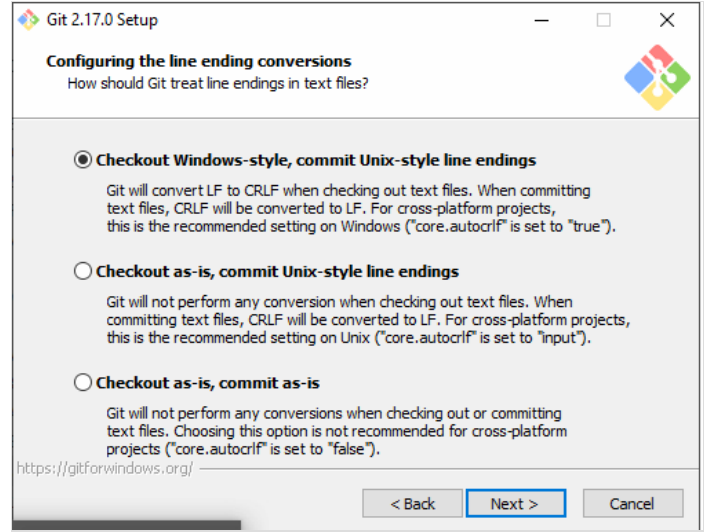 Git 2.17.0 Setup
Configuring the line ending conversions
How should Git treat line endings in text files?
Checkout Windows-style, commit Unix-style line endings
Git will convert LF to CRLF when checking out text files. When committing
text files, CRLF will be converted to LF. For cross-platform projects,
this is the recommended setting on Windows ("core.autocrlf" is set to "true").
Checkout as-is, commit Unix-style line endings
Git will not perform any conversion when checking out text files. When
committing text files, CRLF will be converted to LF. For cross-platform projects,
this is the recommended setting on Unix ("core.autocrlf" is set to "input").
Checkout as-is, commit as-is
Git will not perform any conversions when checking out or committing
text files. Choosing this option is not recommended for cross-platform
projects ("core.autocrlf" is set to "false").
https://gitforwindows.org/
< Back Next > Cancel